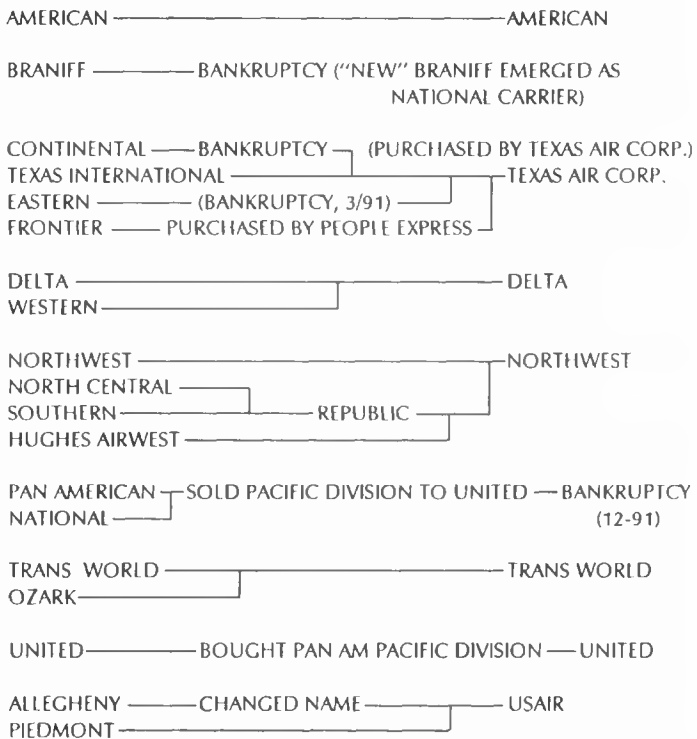 AMERICAN AMERICAN
BRANIFF BANKRUPTCY ("NEW" BRANIFF EMERGED AS
NATIONAL CARRIER)
CONTINENTAL BANKRUPTCY (PURCHASED BY TEXAS AIR CORP.)
TEXAS INTERNATIONAL TEXAS AIR CORP.
EASTERN (BANKRUPTCY, 3/91)
FRONTIER PURCHASED BY PEOPLE EXPRESS
DELTA DELTA
WESTERN
NORTHWEST NORTHWEST
NORTH CENTRAL
SOUTHERN REPUBLIC
HUGHES AIRWEST
PAN AMERICAN SOLD PACIFIC DIVISION TO UNITED BANKRUPTCY
NATIONAL (12-91)
TRANS WORLD TRANS WORLD
OZARK
UNITED BOUGHT PAN AM PACIFIC DIVISION UNITED
ALLEGHENY CHANGED NAME USAIR
PIEDMONT